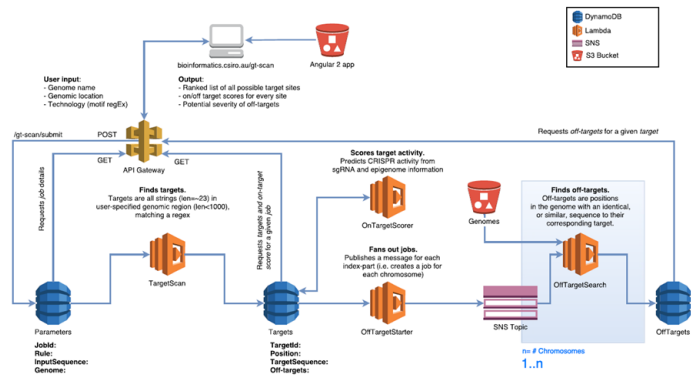 DynamoDB
Lambda
SNS
S3 Bucket
bioinformatics.csiro.au/gt-scan
Angular 2 app
User input:
- Genome name
- Genomic location
- Technology (motif regEx)
Output:
- Ranked list of all possible target sites
- on/off target scores for every site
- Potential severity of off-targets
/gt-scan/submit
POST
GET
GET
API Gateway
Requests off-targets for a given target
Requests job details
Finds targets.
Targets are all strings (len=~23) in
user-specified genomic region (len<1000),
matching a regex
TargetScan
Requests targets and on-target
score for a given job
Scores target activity.
Predicts CRISPR activity from
sgRNA and epigenome information
OnTargetScorer
Fans out jobs.
Publishes a message for each
index-part (i.e. creates a job for
each chromosome)
OffTargetStarter
Genomes
Finds off-targets.
Off-targets are positions
in the genome with an identical,
or similar, sequence to their
corresponding target.
OffTargetSearch
SNS Topic
Parameters
Targets
OffTargets
JobId:
Rule:
InputSequence:
Genome:
TargetId:
Position:
TargetSequence:
Off-targets:
n= # Chromosomes
1..n